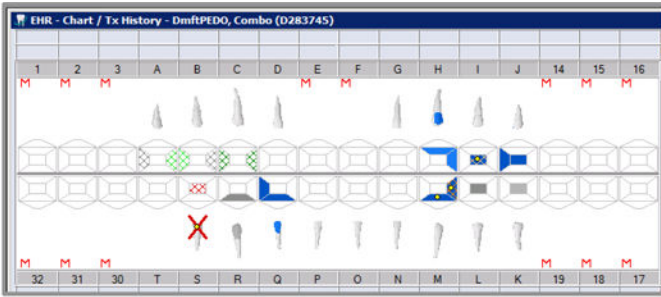 EHR - Chart / Tx History - DmftPEDO, Combo (D283745)
1 2 3 A B C D E F G H I J 14 15 16
M M M M M M M M
M M M M M M
32 31 30 T S R Q P O N M L K 19 18 17